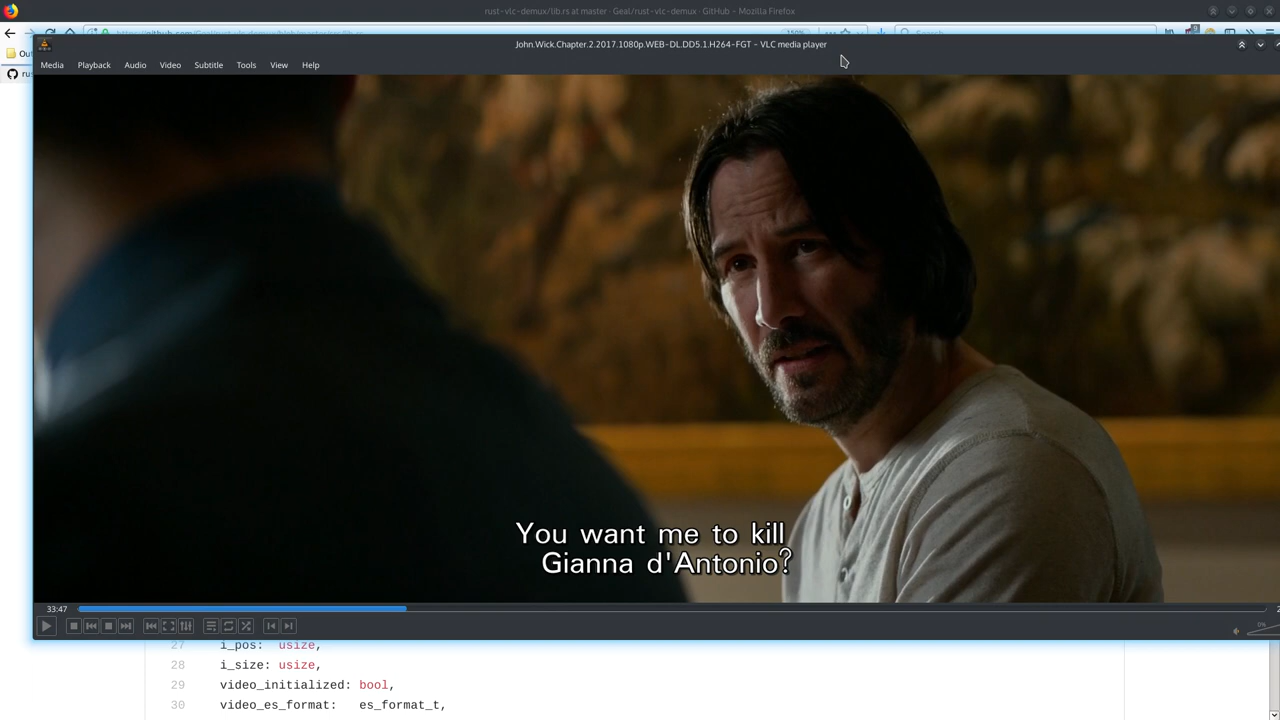 rust-vlc-demux/lib.rs at master · Geal/rust-vlc-demux · GitHub – Mozilla Firefox
Search
John.Wick.Chapter.2.2017.1080p.WEB-DL.DD5.1.H264-FGT - VLC media player
Media Playback Audio Video Subtitle Tools View Help
You want me to kill
Gianna d'Antonio?
33:47
0%
27 i_pos: usize,
28 i_size: usize,
29 video_initialized: bool,
30 video_es_format: es_format_t,